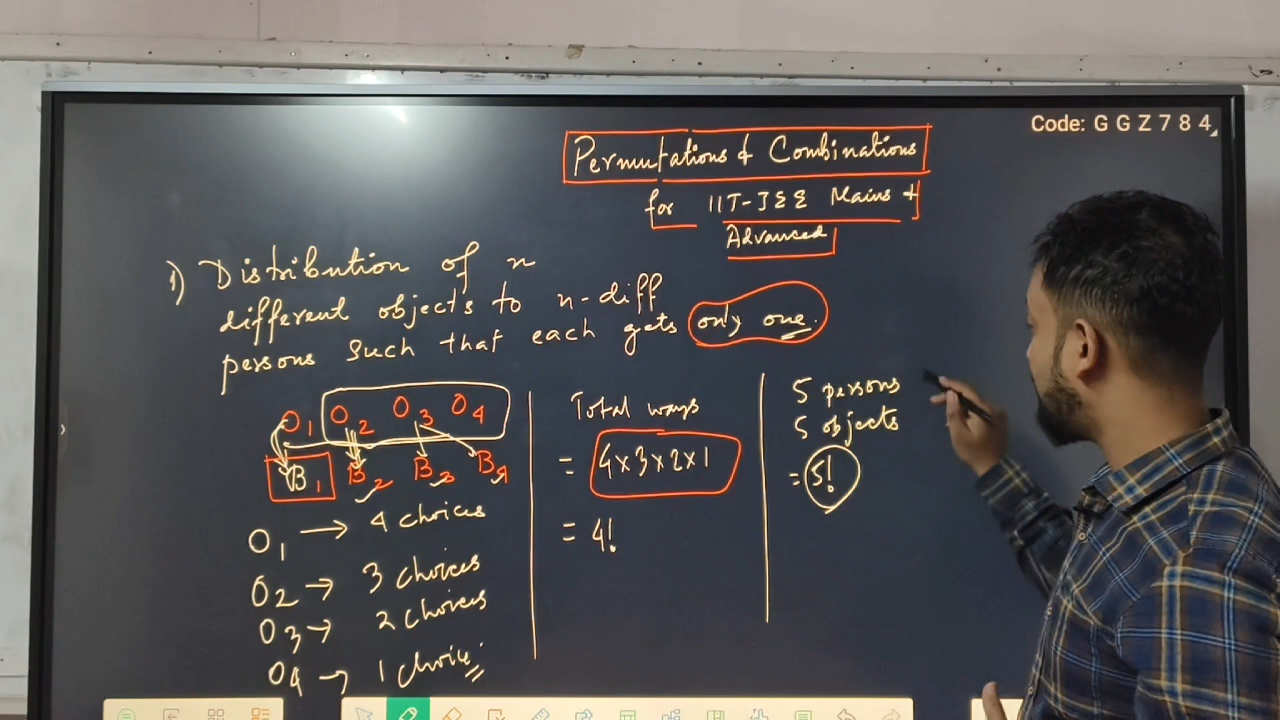 Code: G G Z 7 8 4
Permutations & Combinations
for IIT-JEE Mains &
Advanced
1) Distribution of n
different objects to n-diff
persons such that each gets only one.
O1 O2 O3 O4
B1 B2 B3 B4
O1 → 4 choices
O2 → 3 choices
O3 → 2 choices
O4 → 1 choice
Total ways
= 4×3×2×1
= 4!
5 persons
5 objects
= 5!